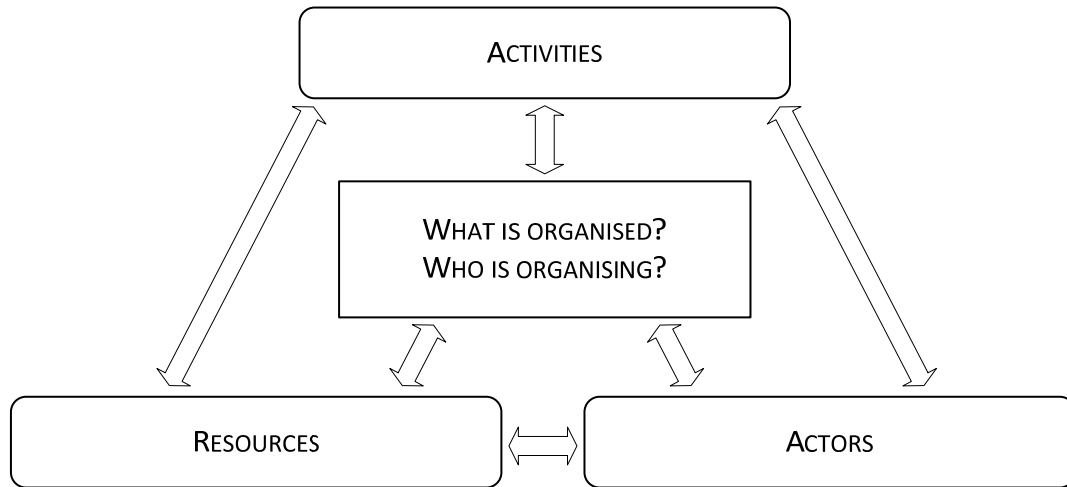 ACTIVITIES
WHAT IS ORGANISED?
WHO IS ORGANISING?
RESOURCES
ACTORS